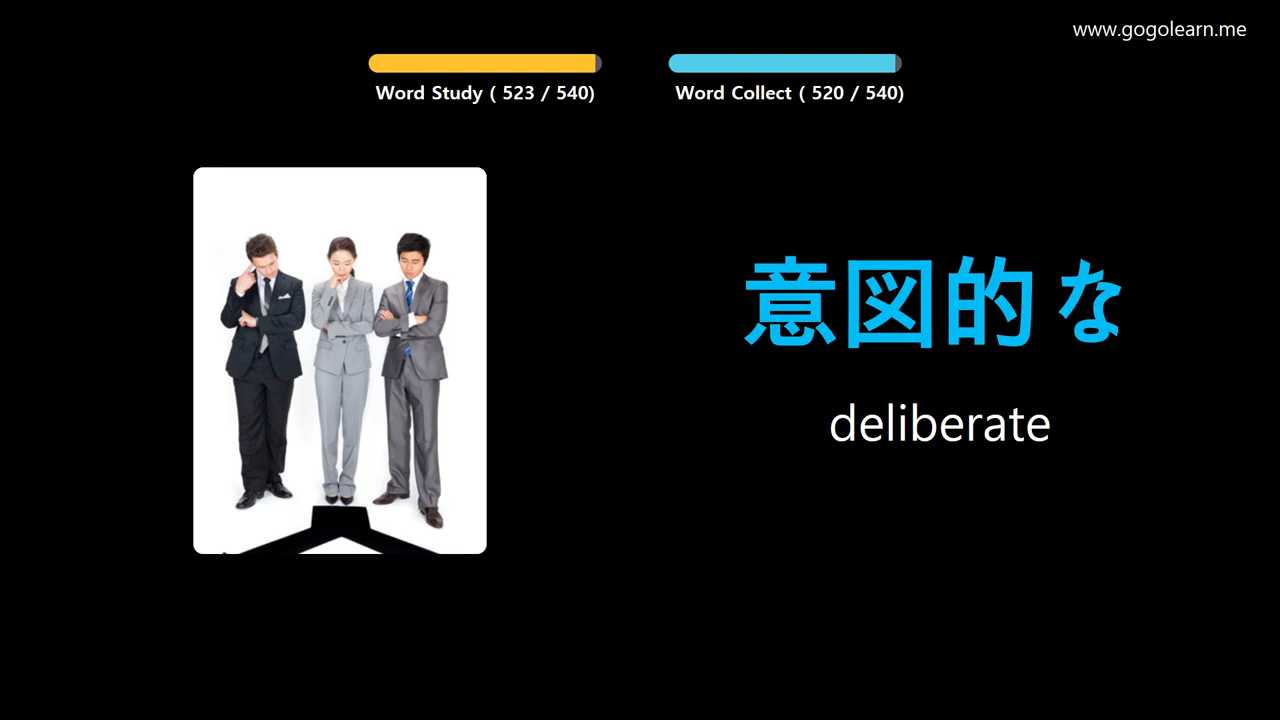 www.gogolearn.me
Word Study ( 523 / 540)
Word Collect ( 520 / 540)
意図的な
deliberate